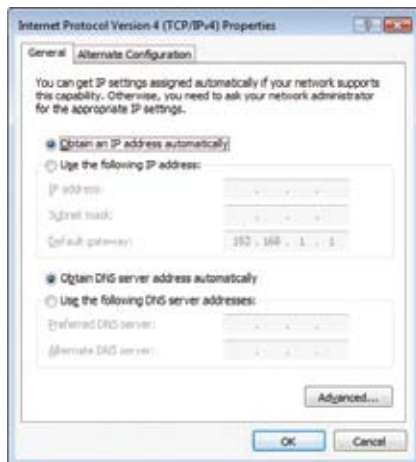 Internet Protocol Version 4 (TCP/IPv4) Properties
General Alternate Configuration
You can get IP settings assigned automatically if your network supports
this capability. Otherwise, you need to ask your network administrator
for the appropriate IP settings.
Obtain an IP address automatically
Use the following IP address:
IP address:
Subnet mask:
Default gateway: 192 . 168 . 1 . 1
Obtain DNS server address automatically
Use the following DNS server addresses:
Preferred DNS server:
Alternate DNS server:
Advanced...
OK Cancel